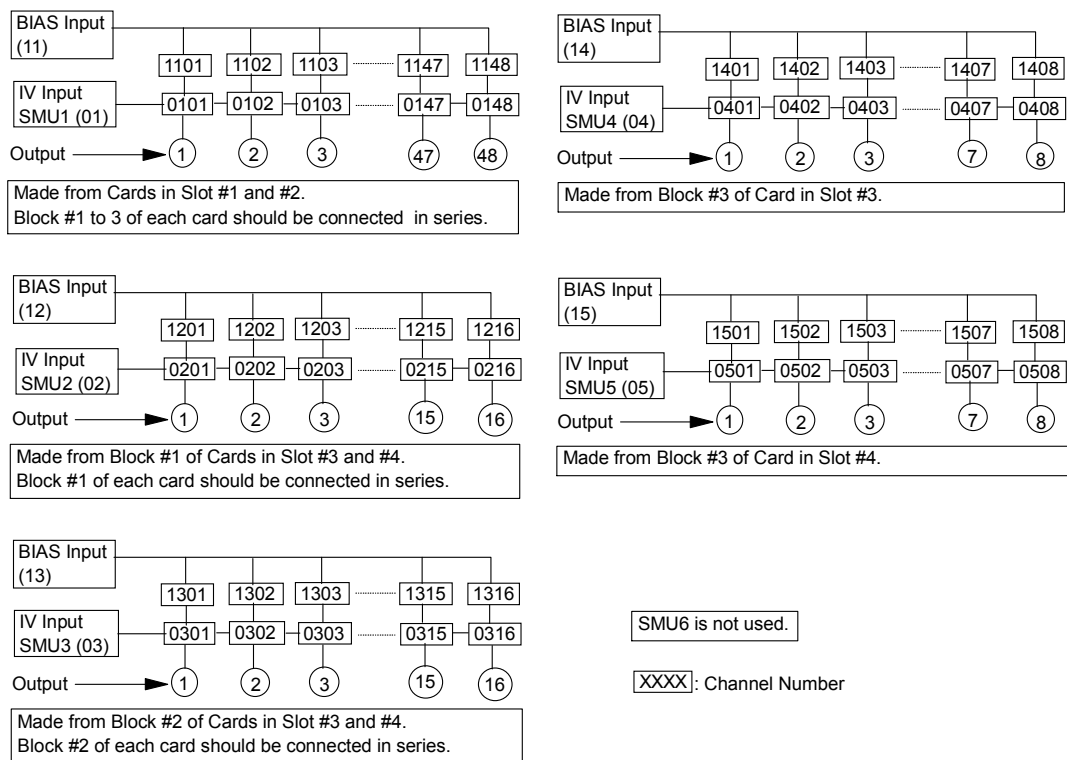 BIAS Input
(11)
1101 1102 1103 1147 1148
IV Input
SMU1 (01)
0101 0102 0103 0147 0148
Output 1 2 3 47 48
Made from Cards in Slot #1 and #2.
Block #1 to 3 of each card should be connected in series.
BIAS Input
(12)
1201 1202 1203 1215 1216
IV Input
SMU2 (02)
0201 0202 0203 0215 0216
Output 1 2 3 15 16
Made from Block #1 of Cards in Slot #3 and #4.
Block #1 of each card should be connected in series.
BIAS Input
(13)
1301 1302 1303 1315 1316
IV Input
SMU3 (03)
0301 0302 0303 0315 0316
Output 1 2 3 15 16
Made from Block #2 of Cards in Slot #3 and #4.
Block #2 of each card should be connected in series.
BIAS Input
(14)
1401 1402 1403 1407 1408
IV Input
SMU4 (04)
0401 0402 0403 0407 0408
Output 1 2 3 7 8
Made from Block #3 of Card in Slot #3.
BIAS Input
(15)
1501 1502 1503 1507 1508
IV Input
SMU5 (05)
0501 0502 0503 0507 0508
Output 1 2 3 7 8
Made from Block #3 of Card in Slot #4.
SMU6 is not used.
XXXX : Channel Number